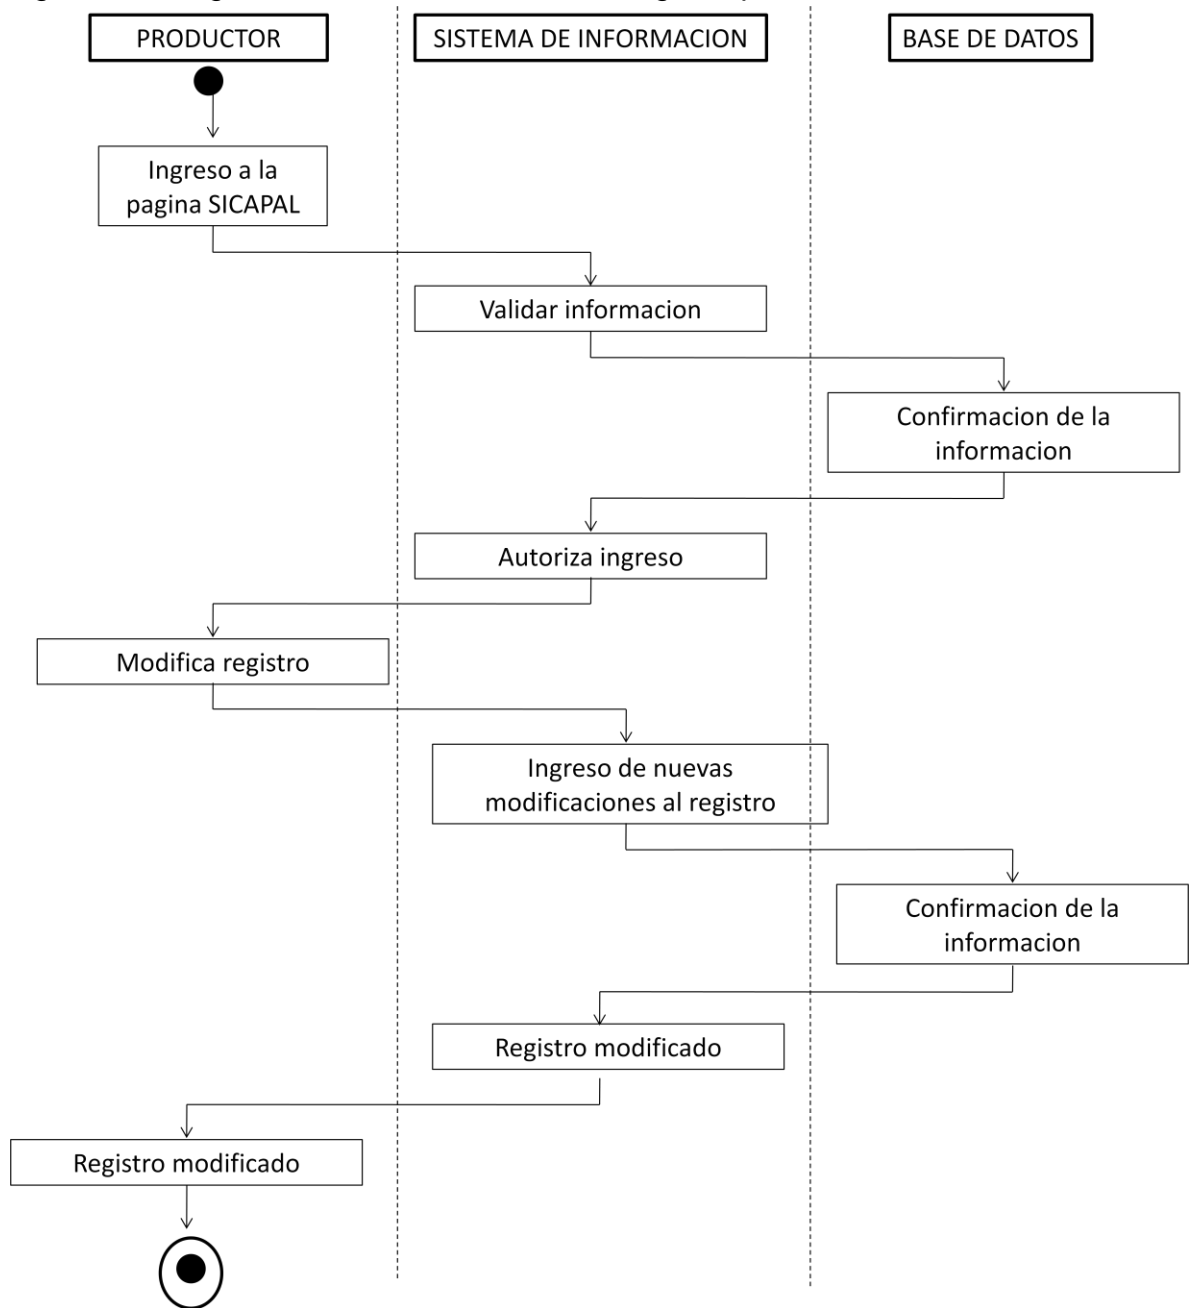 PRODUCTOR
SISTEMA DE INFORMACION
BASE DE DATOS
Ingreso a la
pagina SICAPAL
Validar informacion
Confirmacion de la
informacion
Autoriza ingreso
Modifica registro
Ingreso de nuevas
modificaciones al registro
Confirmacion de la
informacion
Registro modificado
Registro modificado